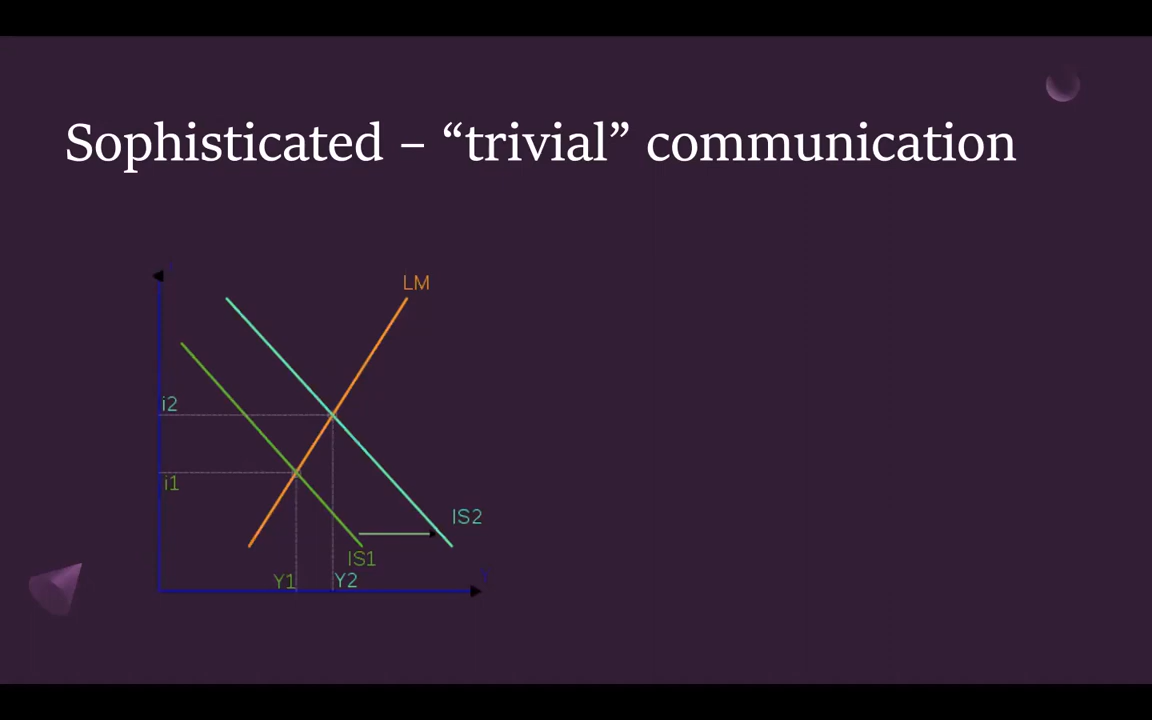 Sophisticated – “trivial” communication
LM
i2
i1
IS2
IS1
Y1
Y2
Y